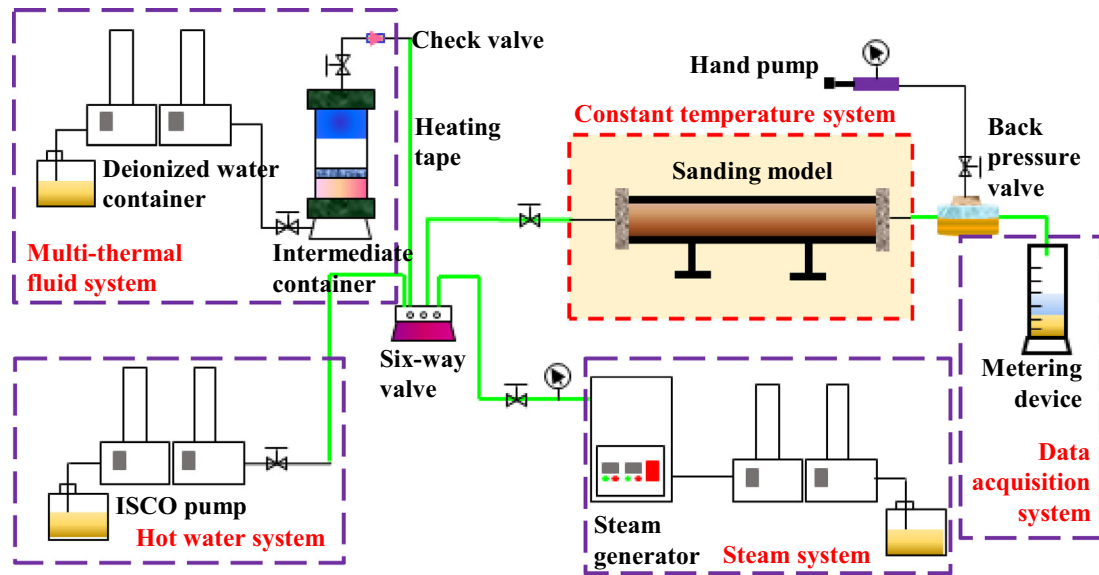 Check valve
Hand pump
Constant temperature system
Heating
tape
Back
pressure
valve
Deionized water
container
Sanding model
Multi-thermal
fluid system
Intermediate
container
Six-way
valve
Metering
device
ISCO pump
Hot water system
Steam
generator
Steam system
Data
acquisition
system